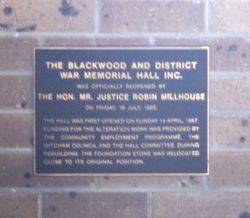 THE BLACKWOOD AND DISTRICT
WAR MEMORIAL HALL INC.
WAS OFFICIALLY REOPENED BY
THE HON. MR. JUSTICE ROBIN MILLHOUSE
ON FRIDAY 19 JULY, 1985.
THE HALL WAS FIRST OPENED ON SUNDAY 14 APRIL, 1957.
FUNDING FOR THE ALTERATION WORK WAS PROVIDED BY
THE COMMUNITY EMPLOYMENT PROGRAMME, THE
MITCHAM COUNCIL AND THE HALL COMMITTEE. DURING
REBUILDING, THE FOUNDATION STONE WAS RELOCATED
CLOSE TO ITS ORIGINAL POSITION.